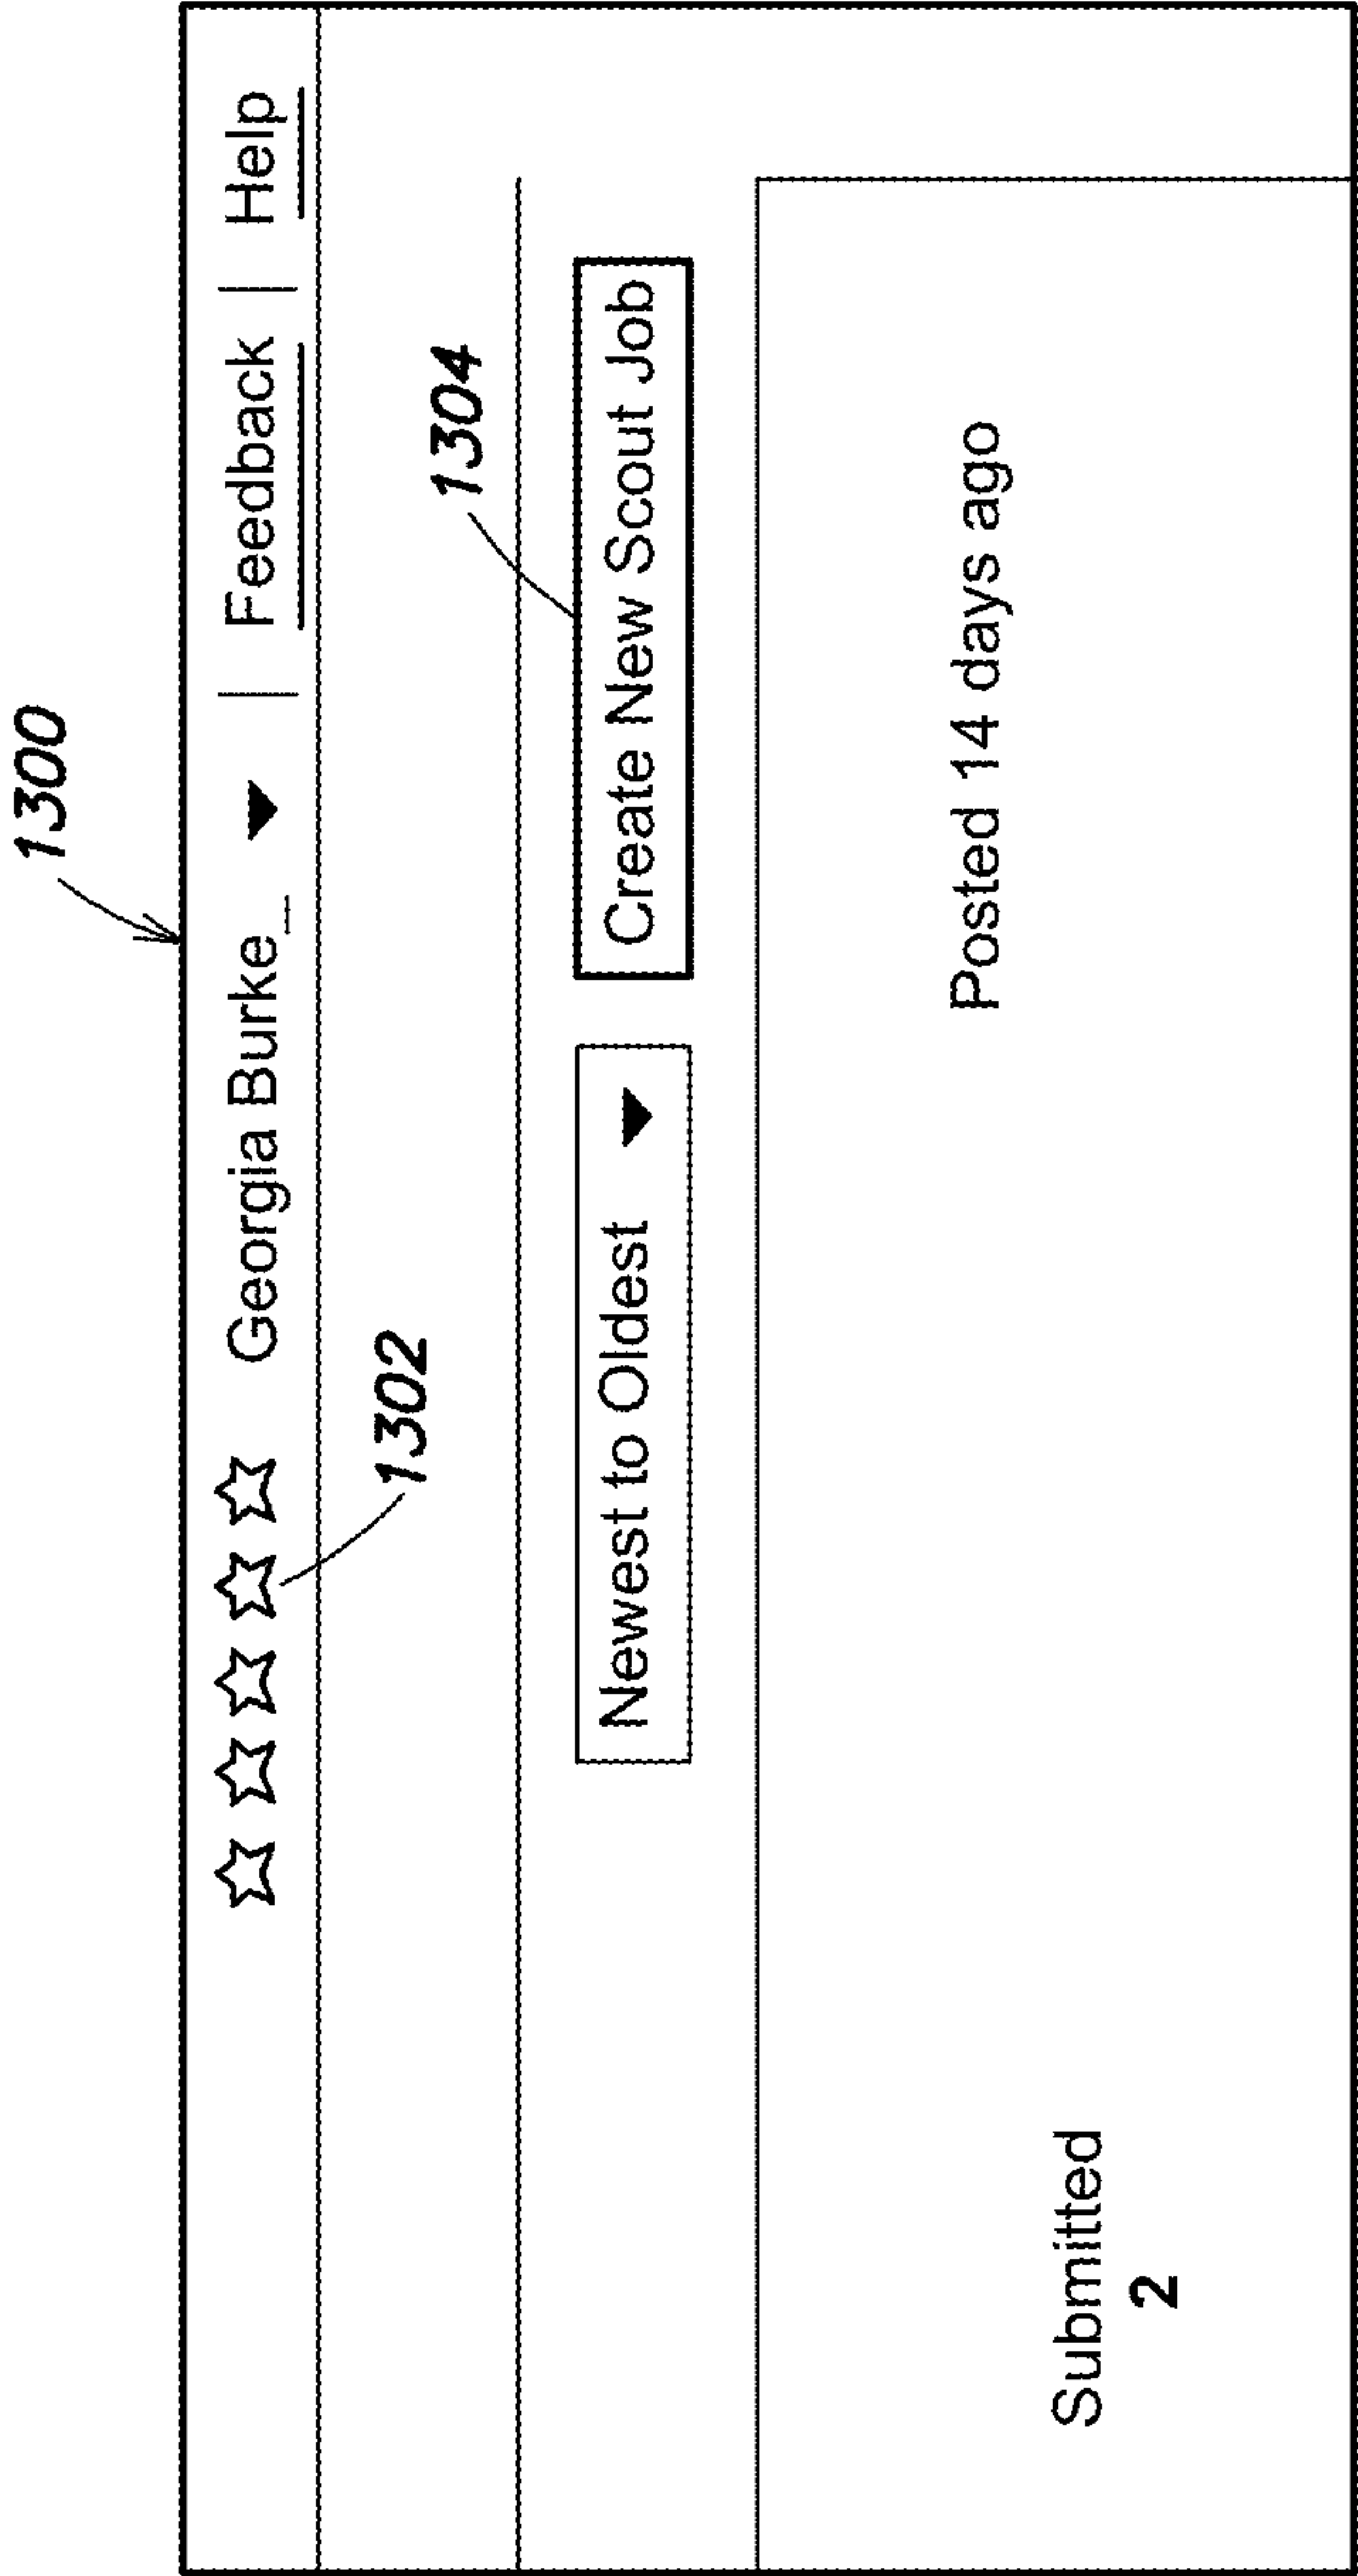 1300
Georgia Burke_ | Feedback | Help
1302
1304
Newest to Oldest
Create New Scout Job
Posted 14 days ago
Submitted
2